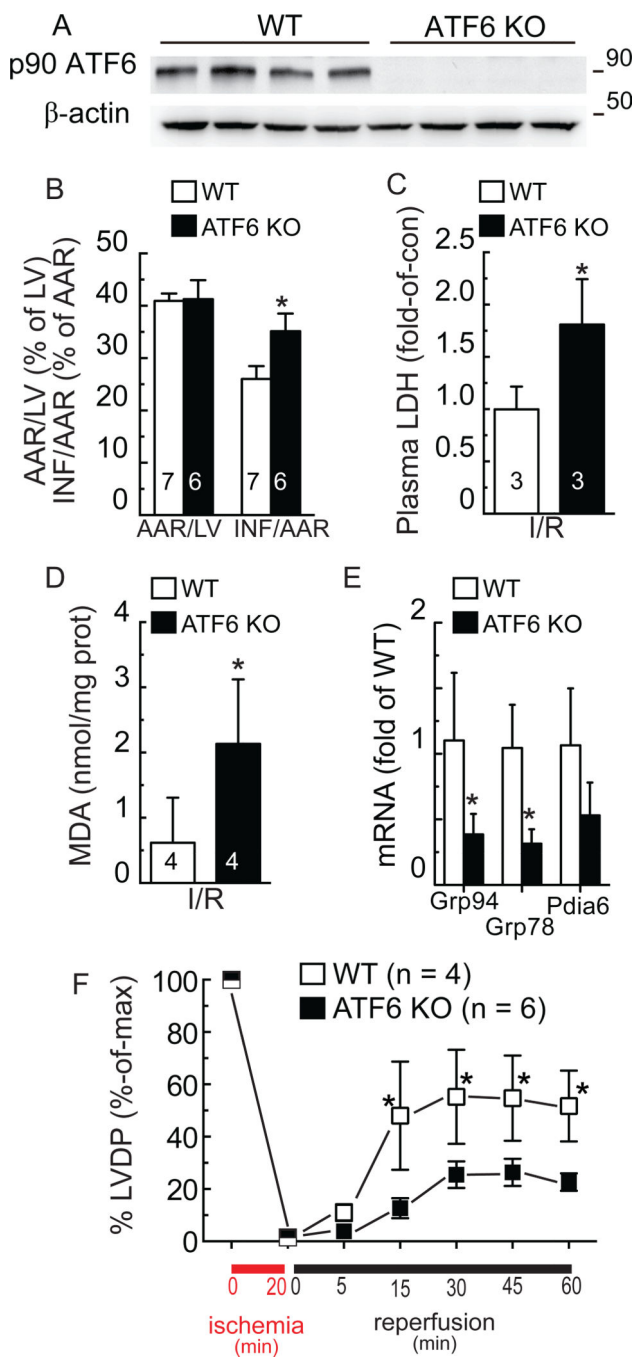 A
WT
ATF6 KO
p90 ATF6
90
β-actin
50
B
WT
ATF6 KO
AAR/LV (% of LV)
INF/AAR (% of AAR)
50
40
30
20
10
0
7
6
7
6
AAR/LV
INF/AAR
*
C
WT
ATF6 KO
Plasma LDH (fold-of-con)
2.5
2.0
1.5
1.0
0.5
0.0
*
3
3
I/R
D
WT
ATF6 KO
MDA (nmol/mg prot)
4
3
2
1
0
*
4
4
I/R
E
WT
ATF6 KO
mRNA (fold of WT)
2
1
0
*
*
Grp94
Grp78
Pdia6
F
WT (n = 4)
ATF6 KO (n = 6)
% LVDP (%-of-max)
100
80
60
40
20
0
* * * *
0 20 0 5 15 30 45 60
ischemia
(min)
reperfusion
(min)